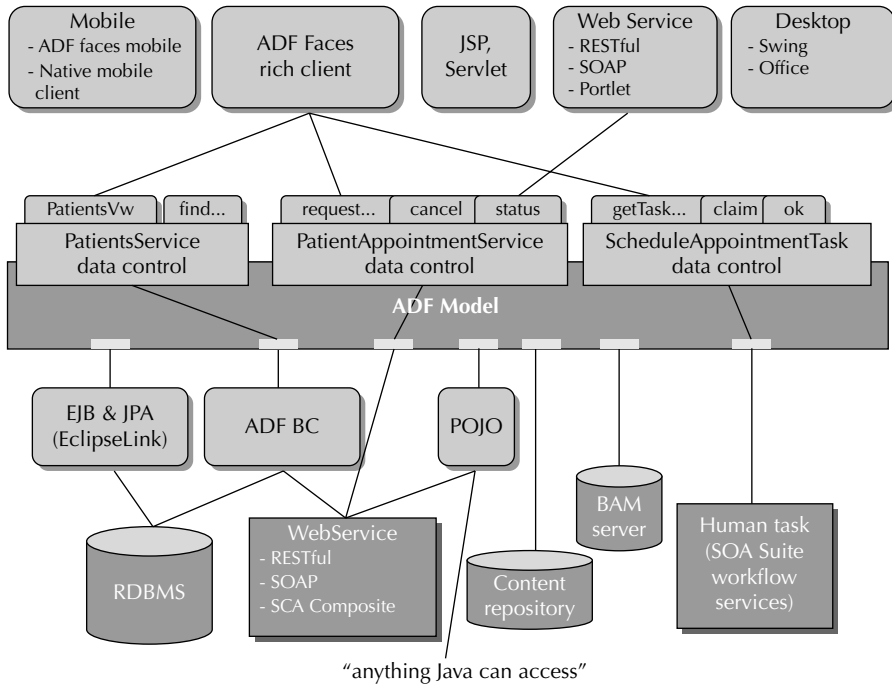 Mobile
- ADF faces mobile
- Native mobile
client
ADF Faces
rich client
JSP,
Servlet
Web Service
- RESTful
- SOAP
- Portlet
Desktop
- Swing
- Office
PatientsVw
find...
request...
cancel
status
getTask...
claim
ok
PatientsService
data control
PatientAppointmentService
data control
ScheduleAppointmentTask
data control
ADF Model
EJB & JPA
(EclipseLink)
ADF BC
POJO
RDBMS
WebService
- RESTful
- SOAP
- SCA Composite
Content
repository
BAM
server
Human task
(SOA Suite
workflow
services)
“anything Java can access”